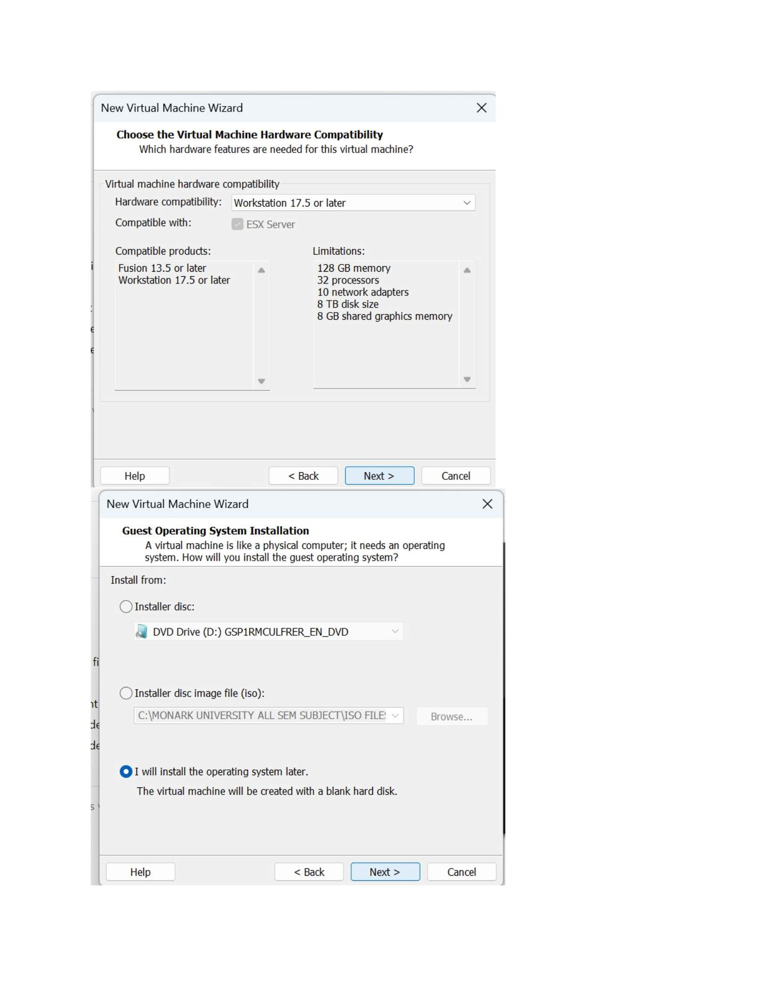 New Virtual Machine Wizard
Choose the Virtual Machine Hardware Compatibility
Which hardware features are needed for this virtual machine?
Virtual machine hardware compatibility
Hardware compatibility: Workstation 17.5 or later
Compatible with: ESX Server
Compatible products:
Fusion 13.5 or later
Workstation 17.5 or later
Limitations:
128 GB memory
32 processors
10 network adapters
8 TB disk size
8 GB shared graphics memory
Help < Back Next > Cancel
New Virtual Machine Wizard
Guest Operating System Installation
A virtual machine is like a physical computer; it needs an operating
system. How will you install the guest operating system?
Install from:
Installer disc:
DVD Drive (D:) GSP1RMCULFRER_EN_DVD
Installer disc image file (iso):
C:\MONARK UNIVERSITY ALL SEM SUBJECT\ISO FILE
Browse...
I will install the operating system later.
The virtual machine will be created with a blank hard disk.
Help < Back Next > Cancel